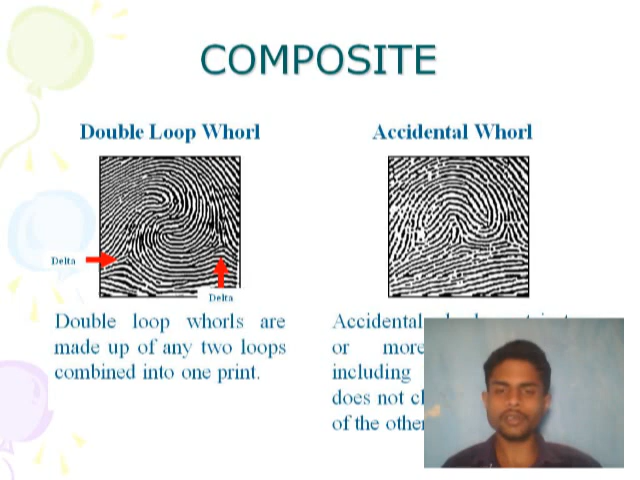 COMPOSITE
Double Loop Whorl
Delta
Delta
Double loop whorls are
made up of any two loops
combined into one print.
Accidental Whorl
Accidental
or more
including
does not
of the